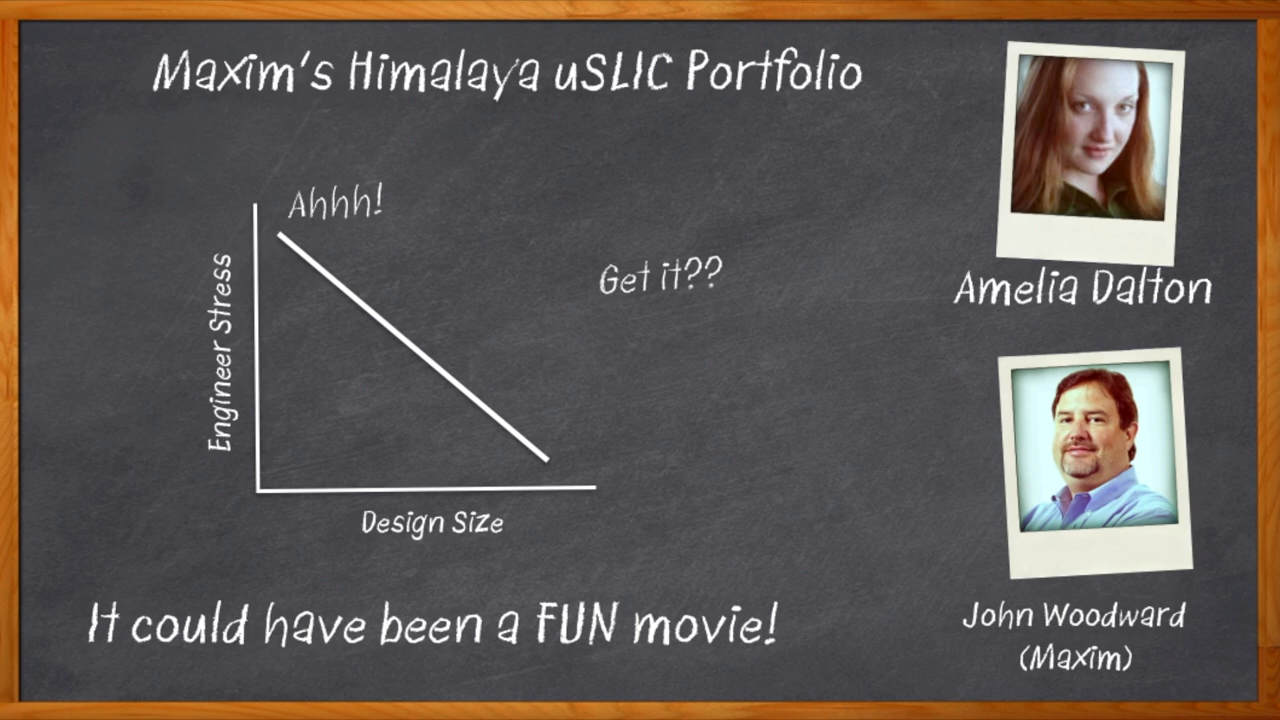 Maxim's Himalaya uSLIC Portfolio
Ahhh!
Engineer Stress
Get it??
Design Size
It could have been a FUN movie!
Amelia Dalton
John Woodward
(Maxim)